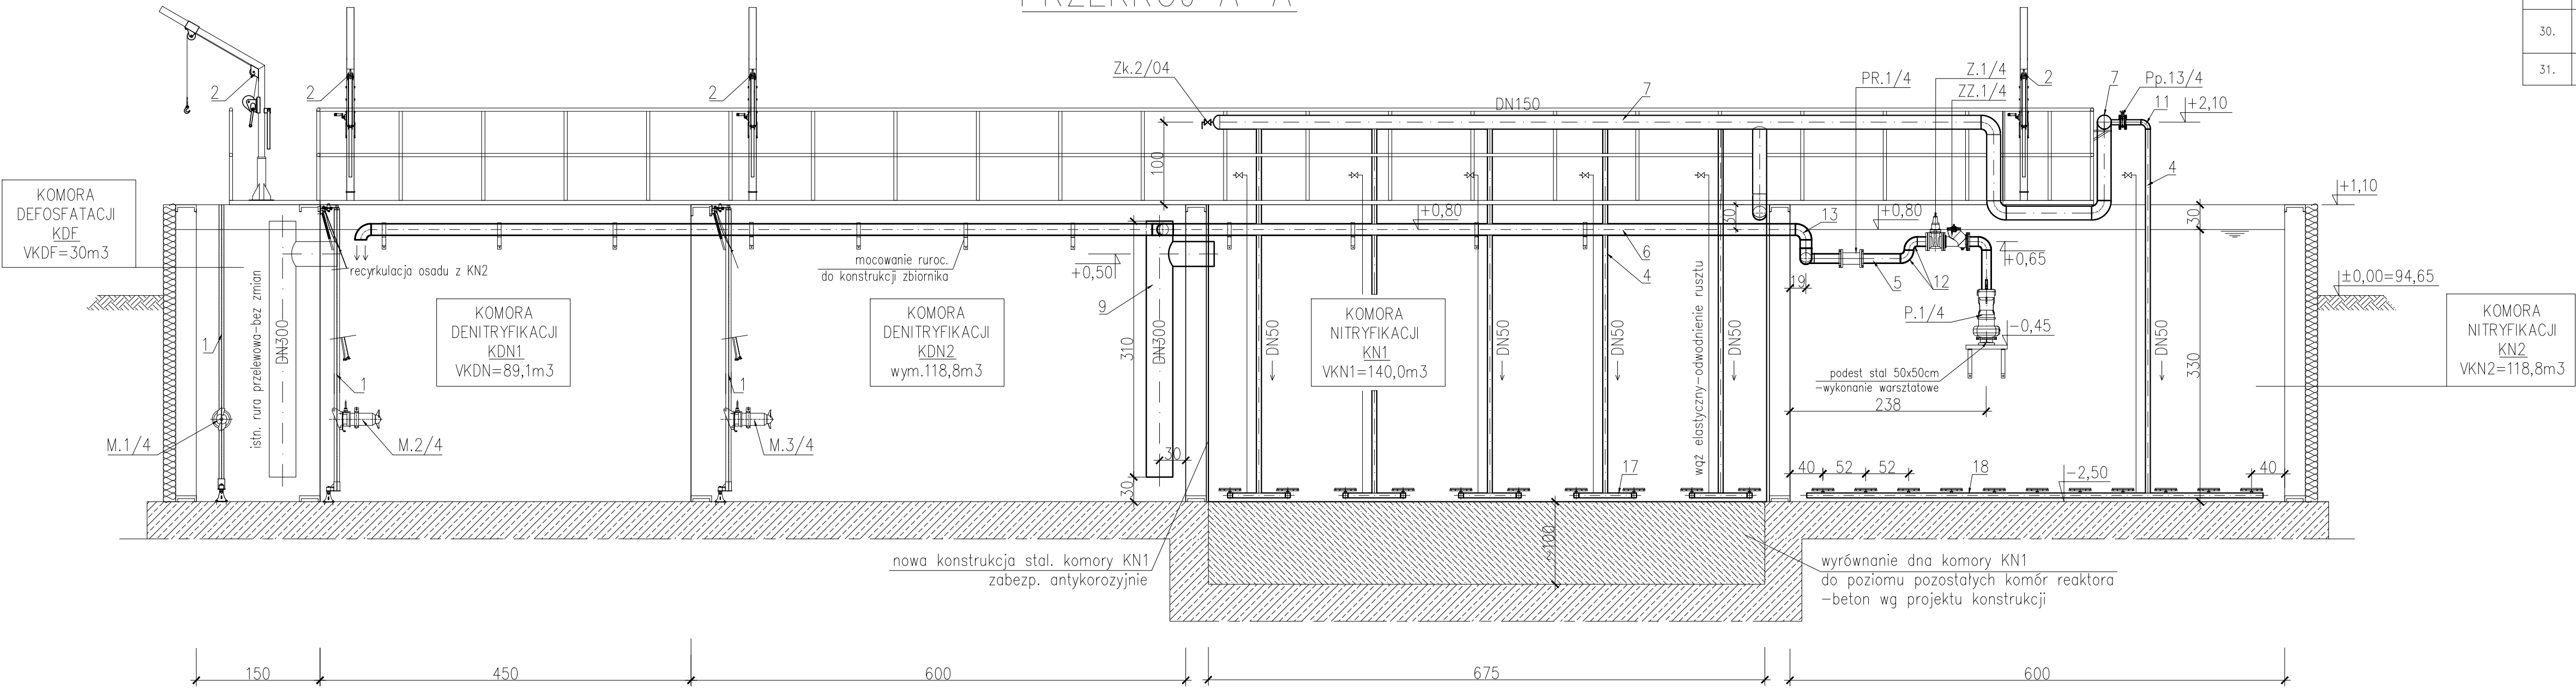 PRZEKRÓJ A-A
30.
31.
2
2
2
Zk.2/04
7
DN150
PR.1/4
Z.1/4
ZZ.1/4
2
7
Pp.13/4
11
+2,10
100
4
+1,10
KOMORA
DEFOSFATACJI
KDF
VKDF=30m3
+0,80
30
13
+0,80
30
recyrkulacja osadu z KN2
mocowanie ruroc.
do konstrukcji zbiornika
+0,50
6
4
19
5
12
+0,65
±0,00=94,65
istn. rura przelewowa-bez zmian
DN300
1
KOMORA
DENITRYFIKACJI
KDN1
VKDN=89,1m3
1
KOMORA
DENITRYFIKACJI
KDN2
wym.118,8m3
1
9
310
DN300
DN50
KOMORA
NITRYFIKACJI
KN1
VKN1=140,0m3
DN50
DN50
wąż elastyczny-odwodnienie rusztu
DN50
P.1/4
-0,45
podest stal 50x50cm
-wykonanie warsztatowe
238
DN50
330
KOMORA
NITRYFIKACJI
KN2
VKN2=118,8m3
M.1/4
M.2/4
M.3/4
30
30
17
40
52
52
18
-2,50
40
~100
nowa konstrukcja stal. komory KN1
zabezp. antykorozyjnie
wyrównanie dna komory KN1
do poziomu pozostałych komór reaktora
-beton wg projektu konstrukcji
150
450
600
675
600